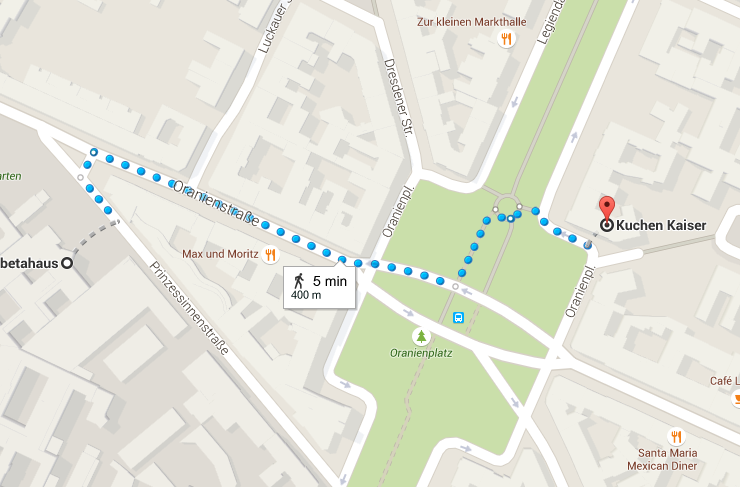 Zur kleinen Markthalle
Luckauer
Legienda
Dresdener Str.
arten
Oranienstraße
Oranienpl.
Kuchen Kaiser
Max und Moritz
betahaus
5 min
400 m
Prinzessinnenstraße
Oranienpl.
Oranienplatz
Café L
Santa Maria
Mexican Diner